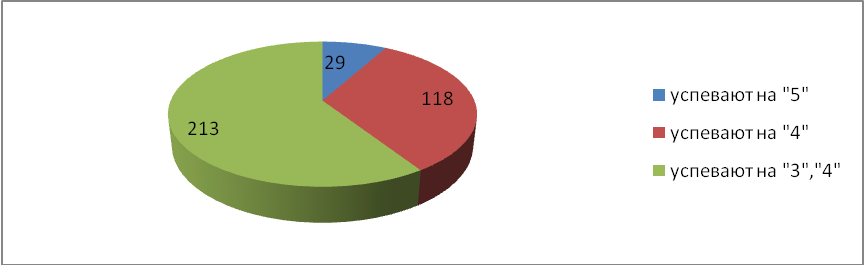 29
118
213
успевают на "5"
успевают на "4"
успевают на "3","4"